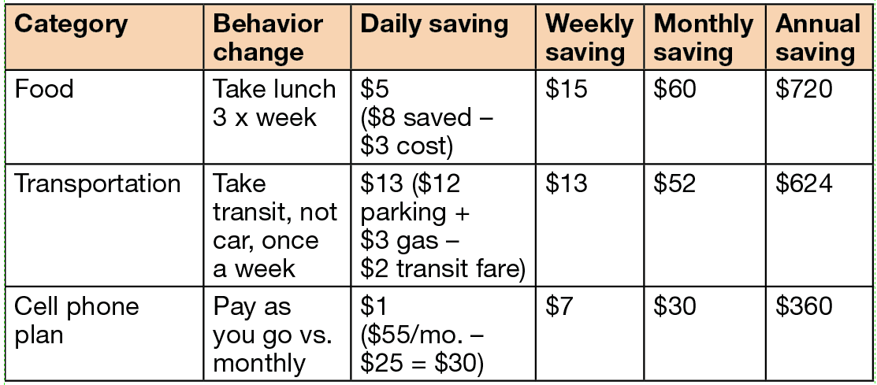 Category
Behavior
change
Daily saving
Weekly
saving
Monthly
saving
Annual
saving
Food
Take lunch
3 x week
$5
($8 saved –
$3 cost)
$15
$60
$720
Transportation
Take
transit, not
car, once
a week
$13 ($12
parking +
$3 gas –
$2 transit fare)
$13
$52
$624
Cell phone
plan
Pay as
you go vs.
monthly
$1
($55/mo. –
$25 = $30)
$7
$30
$360